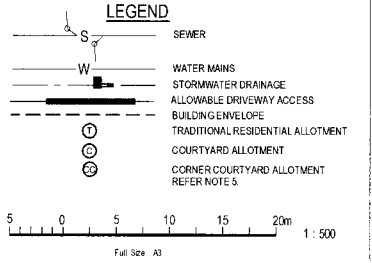 LEGEND
S SEWER
W WATER MAINS
STORMWATER DRAINAGE
ALLOWABLE DRIVEWAY ACCESS
BUILDING ENVELOPE
T TRADITIONAL RESIDENTIAL ALLOTMENT
C COURTYARD ALLOTMENT
CC CORNER COURTYARD ALLOTMENT
REFER NOTE 5.
5 0 5 10 15 20m
1 : 500
Full Size A3